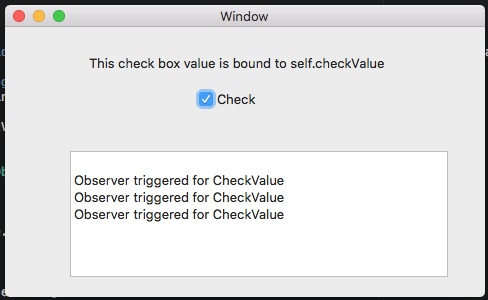 Window
This check box value is bound to self.checkValue
Check
Observer triggered for CheckValue
Observer triggered for CheckValue
Observer triggered for CheckValue